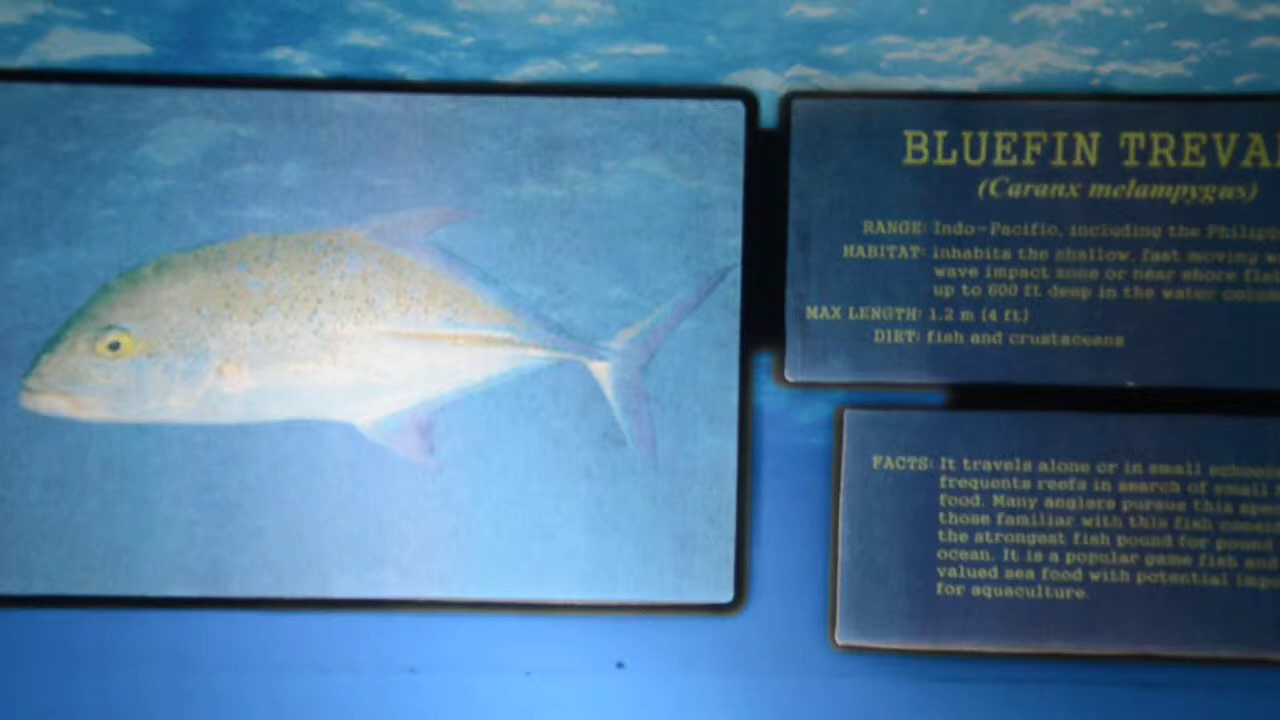 BLUEFIN TREVA
(Caranx melampygus)
RANGE: Indo-Pacific, including the Philipp
HABITAT: inhabits the shallow, fast moving
wave impact zone or near shore
up to 600 ft deep in the water
MAX LENGTH: 1.2 m (4 ft)
DIET: fish and crustaceans
FACTS: It travels alone or in small schools
frequents reefs in search of small
food. Many anglers pursue this
those familiar with this fish
the strongest fish pound for pound
ocean. It is a popular game fish and
valued sea food with potential
for aquaculture.